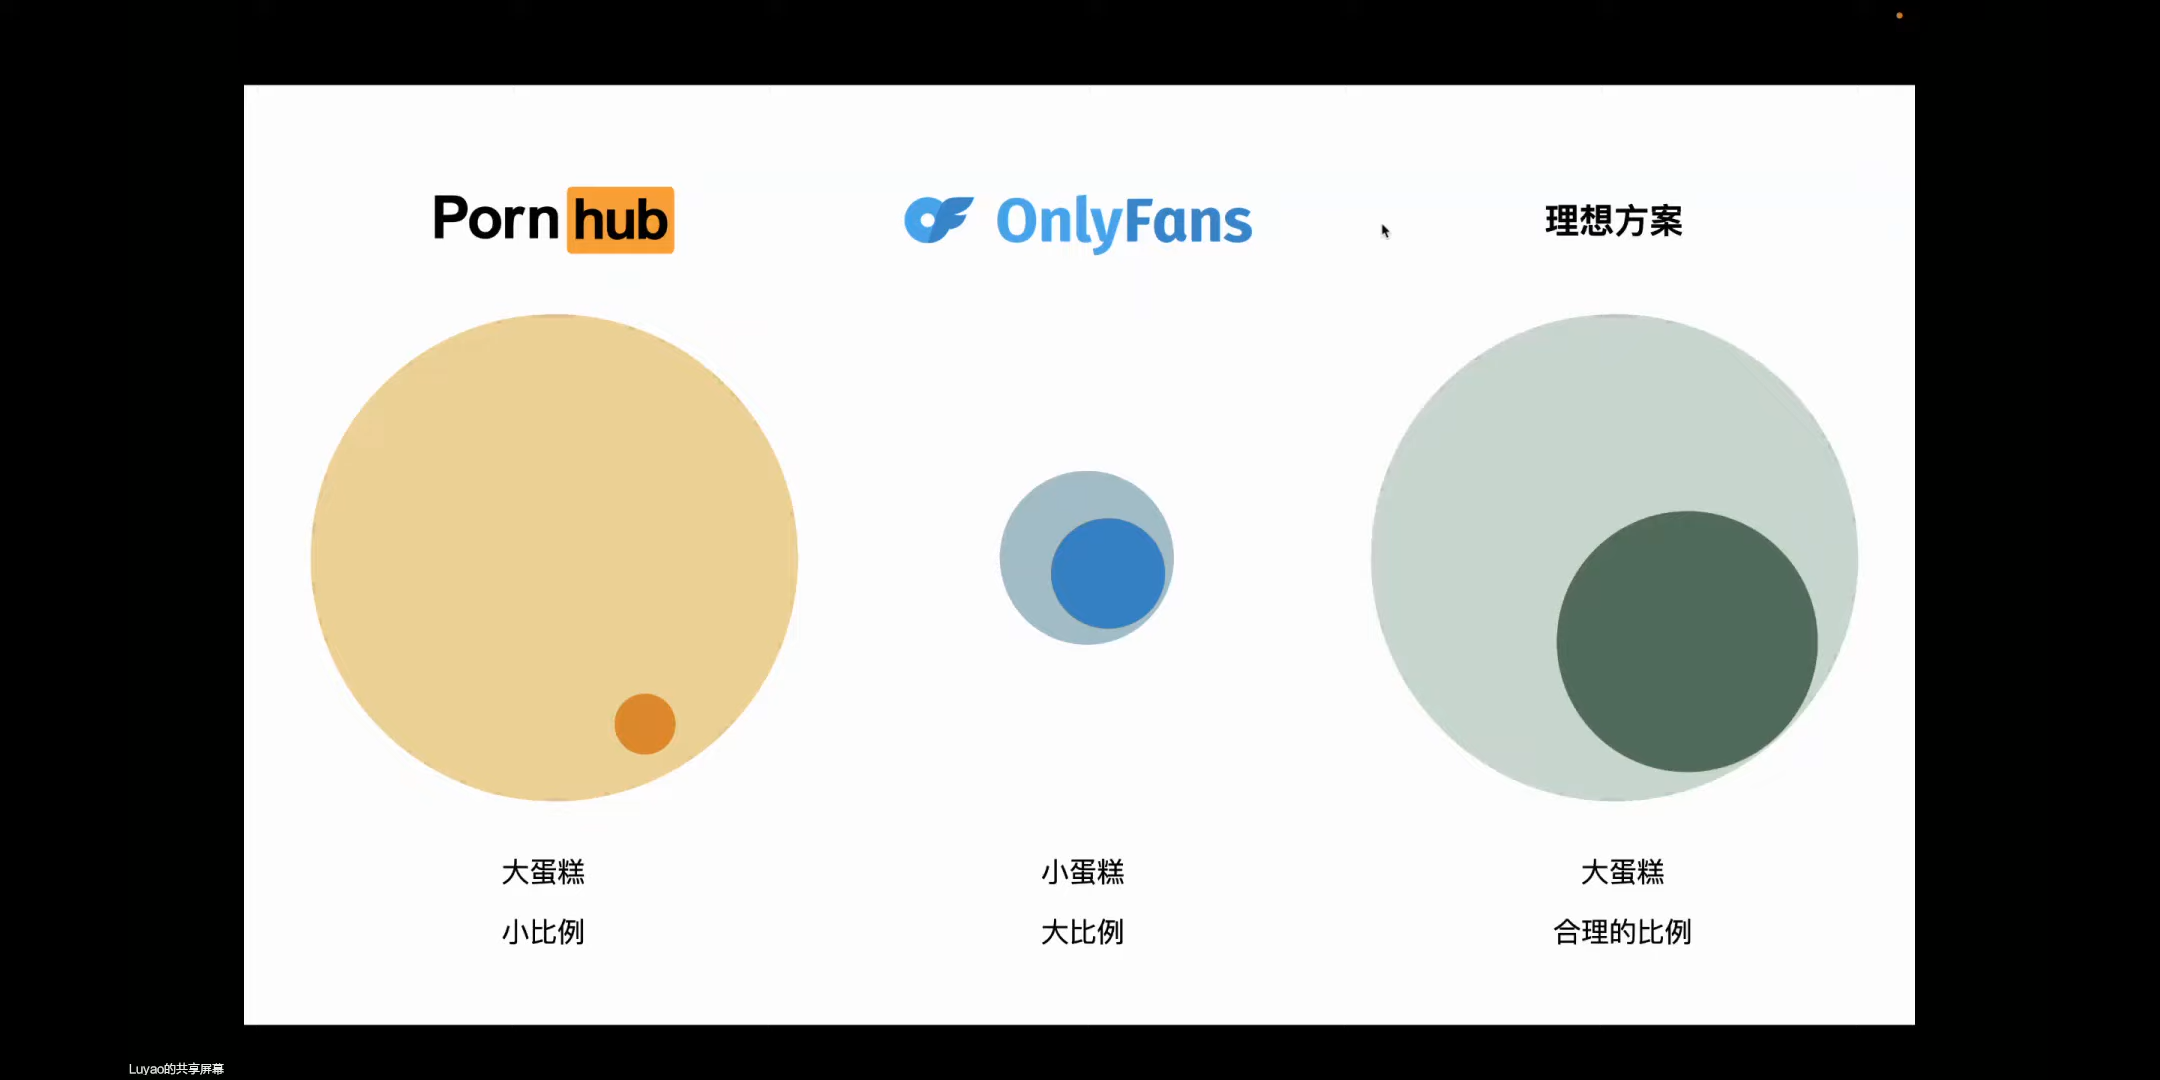 Pornhub
OnlyFans
理想方案
大蛋糕
小比例
小蛋糕
大比例
大蛋糕
合理的比例
Luyao的共享屏幕